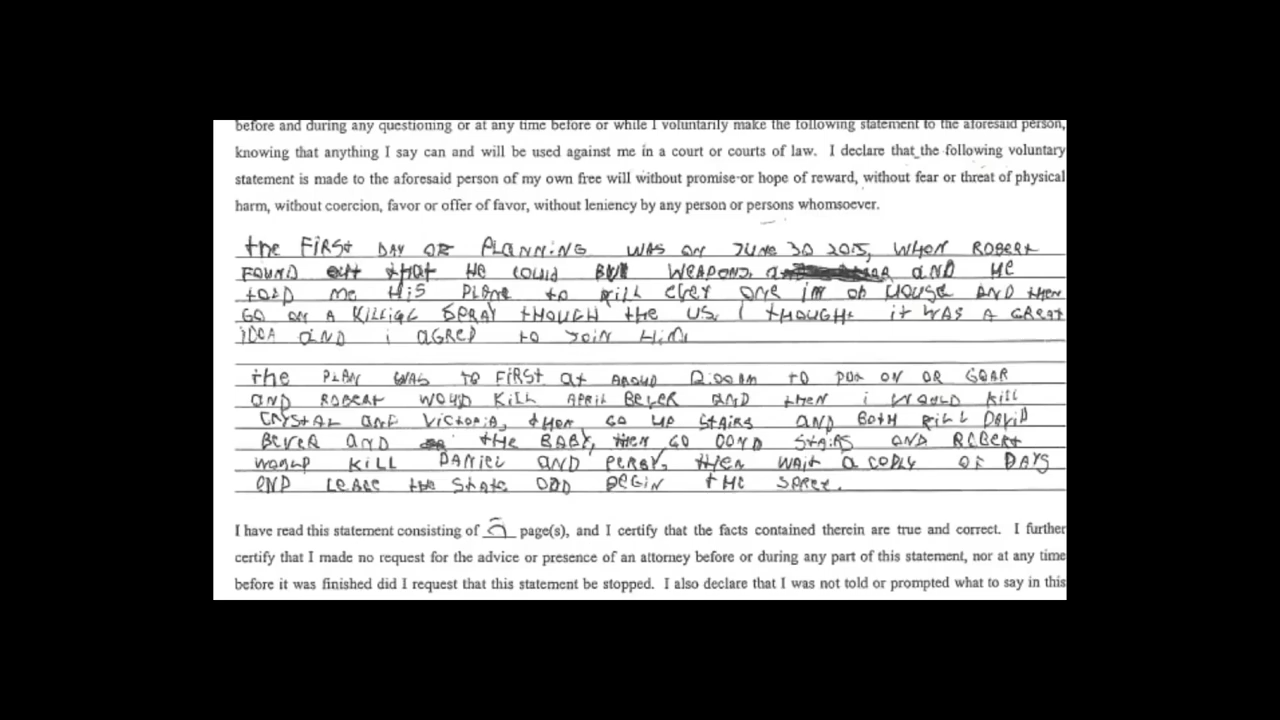 before and during any questioning or at any time before or while I voluntarily make the following statement to the aforesaid person,
knowing that anything I say can and will be used against me in a court or courts of law. I declare that the following voluntary
statement is made to the aforesaid person of my own free will without promise or hope of reward, without fear or threat of physical
harm, without coercion, favor or offer of favor, without leniency by any person or persons whomsoever.
the FIRSt DAY OF PLANNiNG WAS ON JUNE 30 2015, WHEN ROBERt
FOUND out tHAt HE COULD BUY WEAPONS, AND HE
tOLD me HiS PLANE to KiLL EVEY ONE IN HOUSE AND tHEN
GO ON A KiLLiGE SPRAY tHOUGH tHE US. I tHOUGHt it WAS A GREAt
IDEA AND i AGRED to JOiN HiM.
the PLAN WAS TO FiRSt At AROUD 12:00am tO PUt ON OR GEAR
AND ROBERt WOUD KiLL APRiL BEVER AND tHEN i WOULD KiLL
CRYStAL AND VictoRiA, tHEN GO UP StAiRS AND BOtH KiLL DAViD
BEVER AND tHE BABY, tHEN GO DOND StAiRS AND ROBERt
WOULD KiLL DANiEL AND tHEN WAit A COPLY OF DAYS
END LEAVE tHE StAtE BEGiN tHE SPREE.
I have read this statement consisting of page(s), and I certify that the facts contained therein are true and correct. I further
certify that I made no request for the advice or presence of an attorney before or during any part of this statement, nor at any time
before it was finished did I request that this statement be stopped. I also declare that I was not told or prompted what to say in this